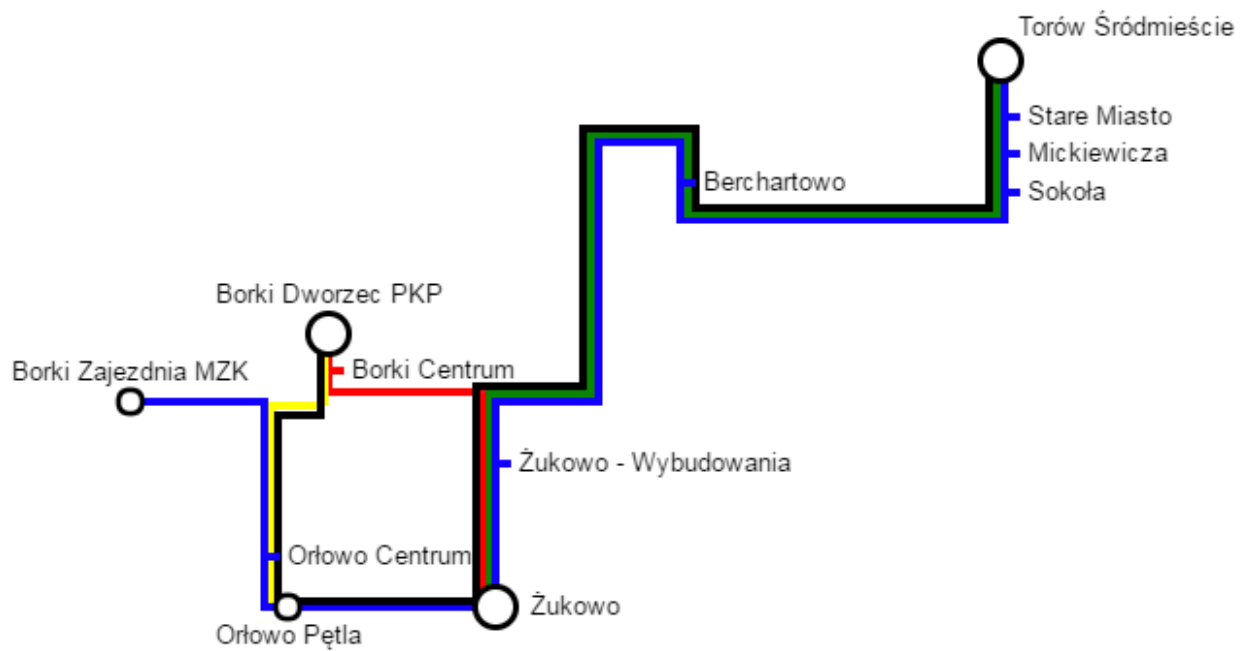 Torów Śródmieście
Stare Miasto
Mickiewicza
Sokoła
Berchartowo
Borki Dworzec PKP
Borki Zajezdnia MZK
Borki Centrum
Żukowo - Wybudowania
Orłowo Centrum
Żukowo
Orłowo Pętla